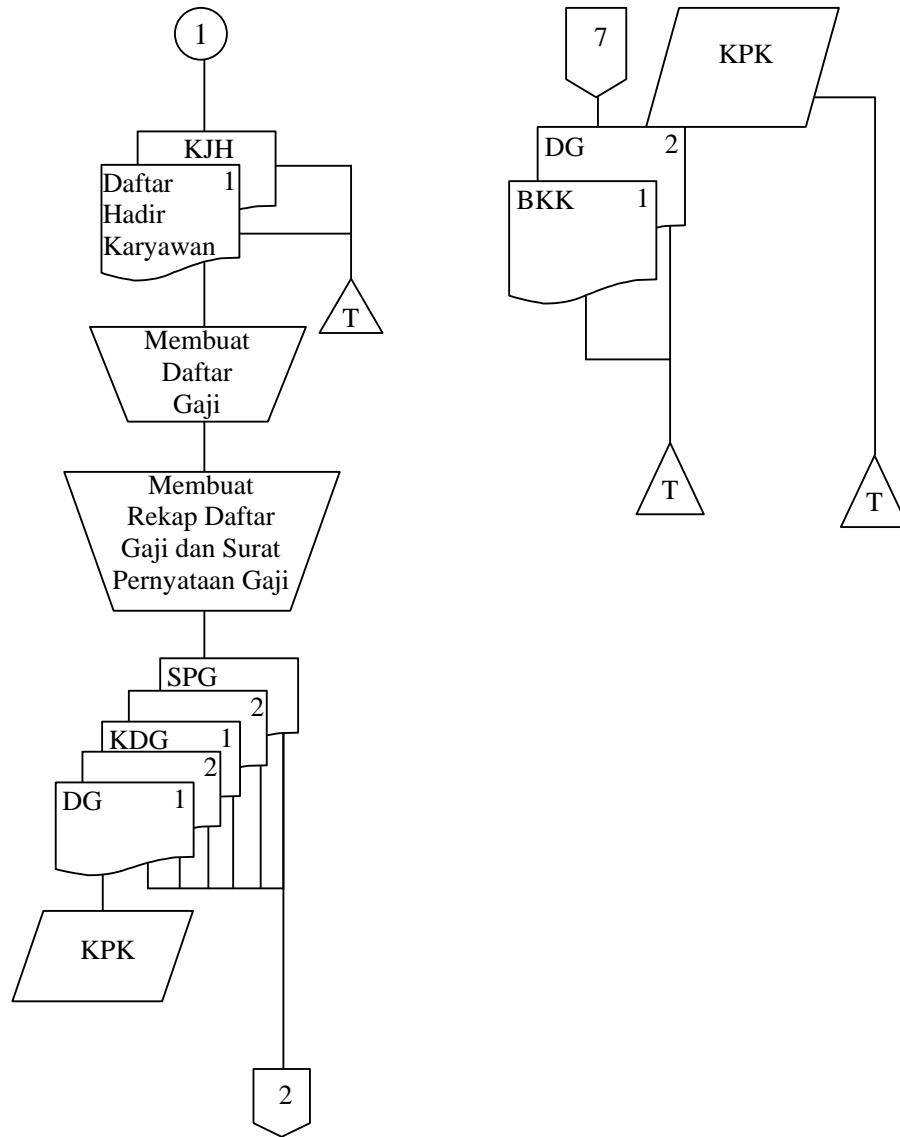 1
KJH
Daftar 1
Hadir
Karyawan
T
Membuat
Daftar
Gaji
Membuat
Rekap Daftar
Gaji dan Surat
Pernyataan Gaji
SPG
2
KDG 1
2
DG 1
KPK
2
7
KPK
DG 2
BKK 1
T
T